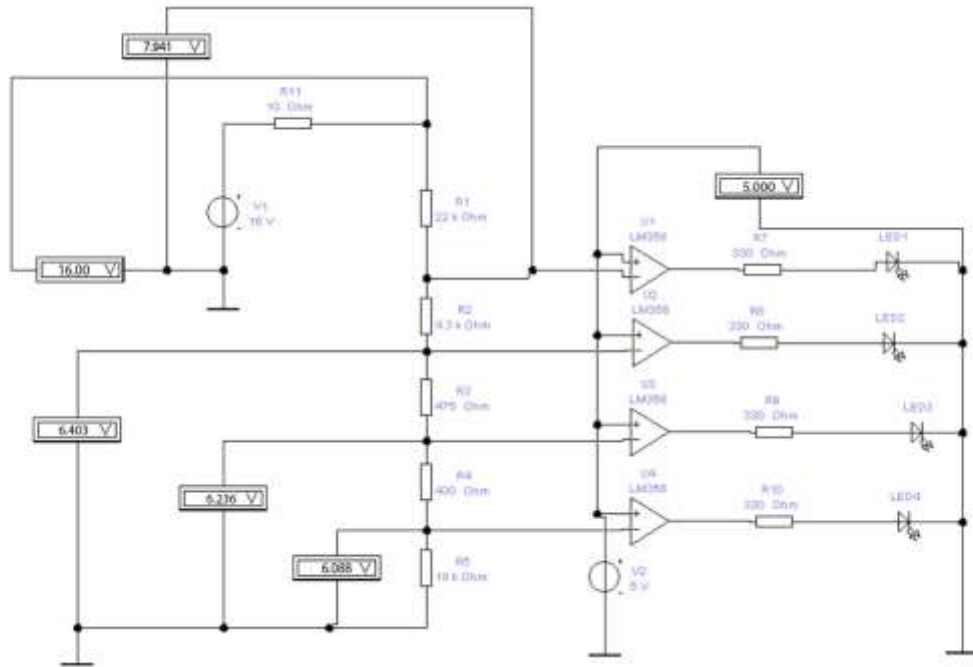 7.941 V
R11
10 Ohm
V1
16 V
R1
22 k Ohm
5.000 V
16.00 V
U1
LM358
R7
330 Ohm
LED1
R2
k Ohm
U2
LM358
R8
330 Ohm
LED2
R3
475 Ohm
6.403 V
U3
LM358
R9
330 Ohm
LED3
R4
400 Ohm
6.236 V
U4
LM358
R10
330 Ohm
LED4
6.088 V
R5
k Ohm
V2
5 V